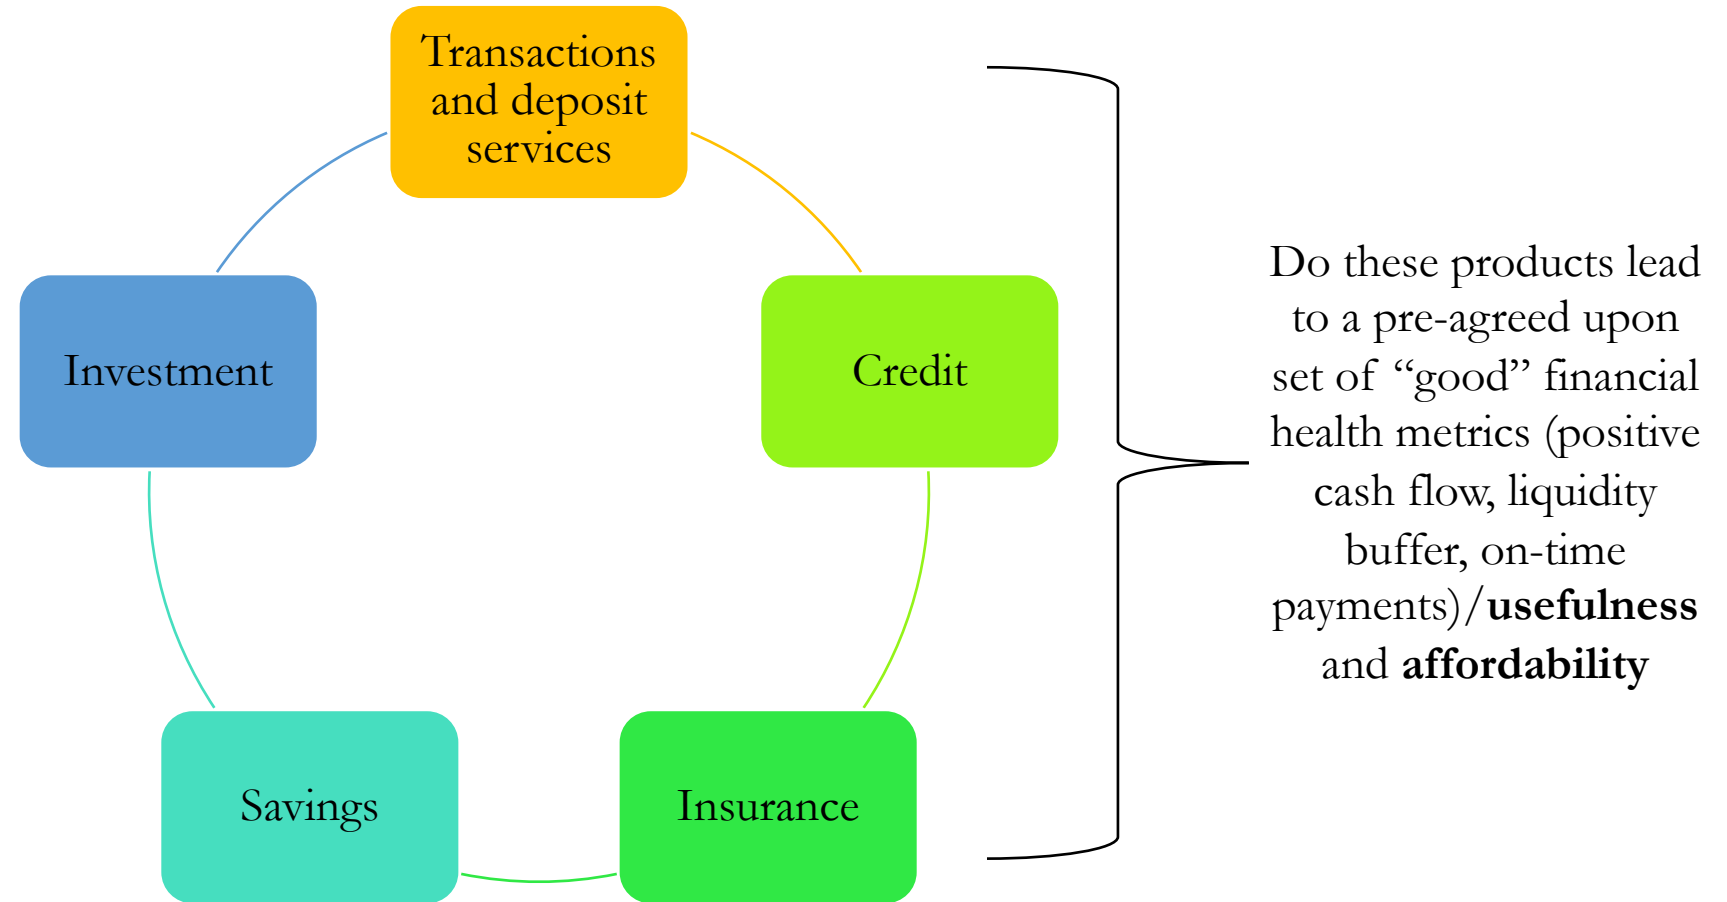 Transactions
and deposit
services
Investment
Credit
Savings
Insurance
Do these products lead
to a pre-agreed upon
set of “good” financial
health metrics (positive
cash flow, liquidity
buffer, on-time
payments)/usefulness
and affordability